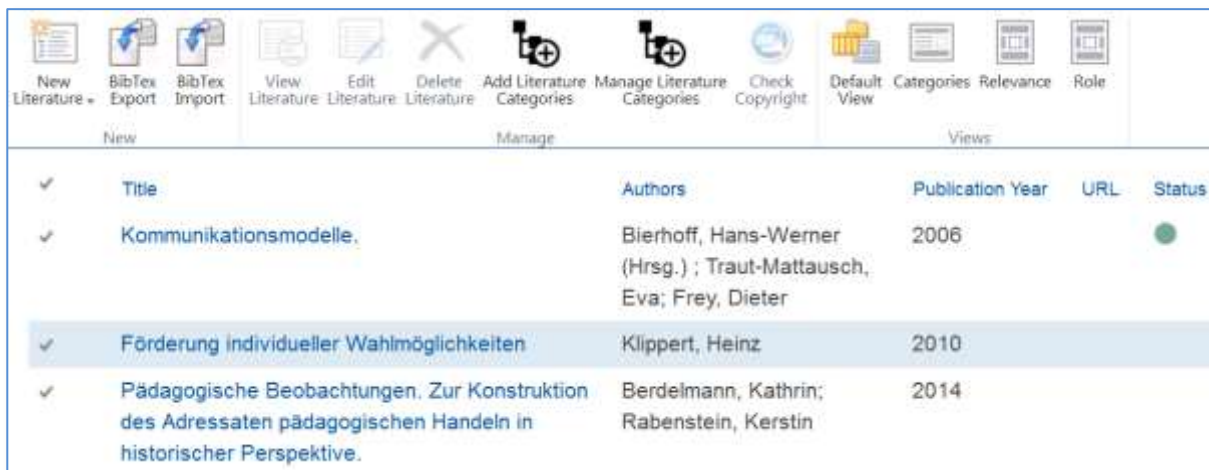 New Literature
BibTex Export
BibTex Import
View Literature
Edit Literature
Delete Literature
Add Literature Categories
Manage Literature Categories
Check Copyright
Default View
Categories
Relevance
Role
New
Manage
Views
Title Authors Publication Year URL Status
Kommunikationsmodelle. Bierhoff, Hans-Werner 2006
(Hrsg.) ; Traut-Mattausch,
Eva; Frey, Dieter
Förderung individueller Wahlmöglichkeiten Klippert, Heinz 2010
Pädagogische Beobachtungen. Zur Konstruktion Berdelmann, Kathrin; 2014
des Adressaten pädagogischen Handeln in Rabenstein, Kerstin
historischer Perspektive.